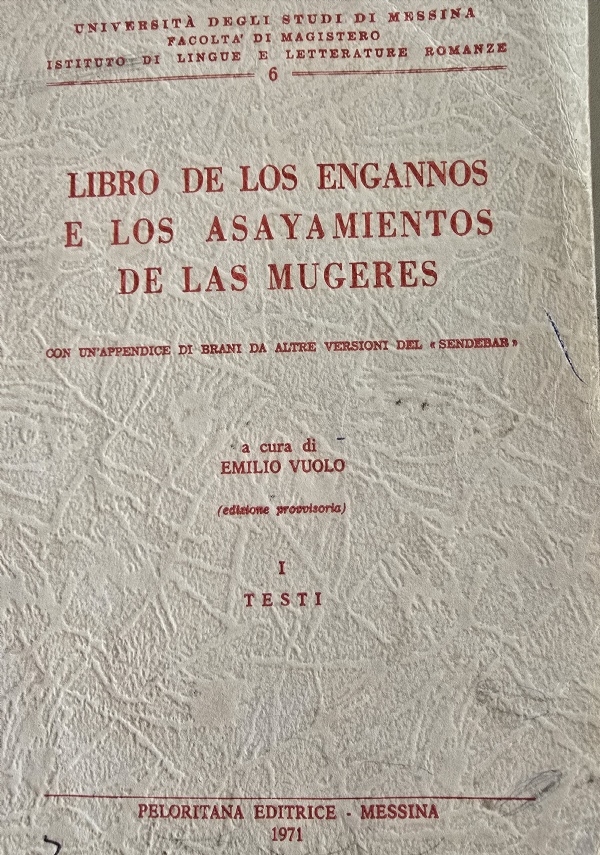 UNIVERSITÀ DEGLI STUDI DI MESSINA
FACOLTA' DI MAGISTERO
ISTITUTO DI LINGUE E LETTERATURE ROMANZE
6
LIBRO DE LOS ENGANNOS
E LOS ASAYAMIENTOS
DE LAS MUGERES
CON UN'APPENDICE DI BRANI DA ALTRE VERSIONI DEL «SENDEBAR»
a cura di
EMILIO VUOLO
(edizione provvisoria)
I
TESTI
PELORITANA EDITRICE - MESSINA
1971